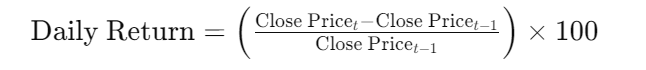 Daily Return = (Close Price_t − Close Price_{t−1} / Close Price_{t−1}) × 100